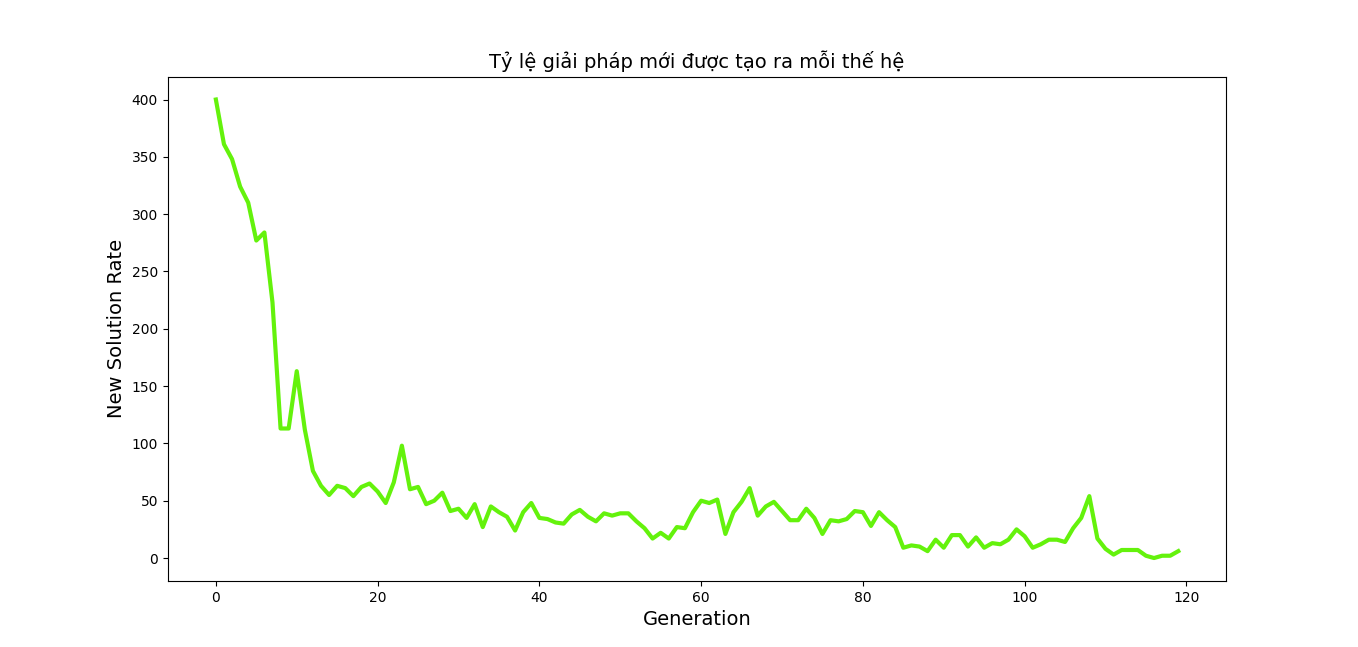 Tỷ lệ giải pháp mới được tạo ra mỗi thế hệ
400
350
300
250
200
150
100
50
0
New Solution Rate
0 20 40 60 80 100 120
Generation